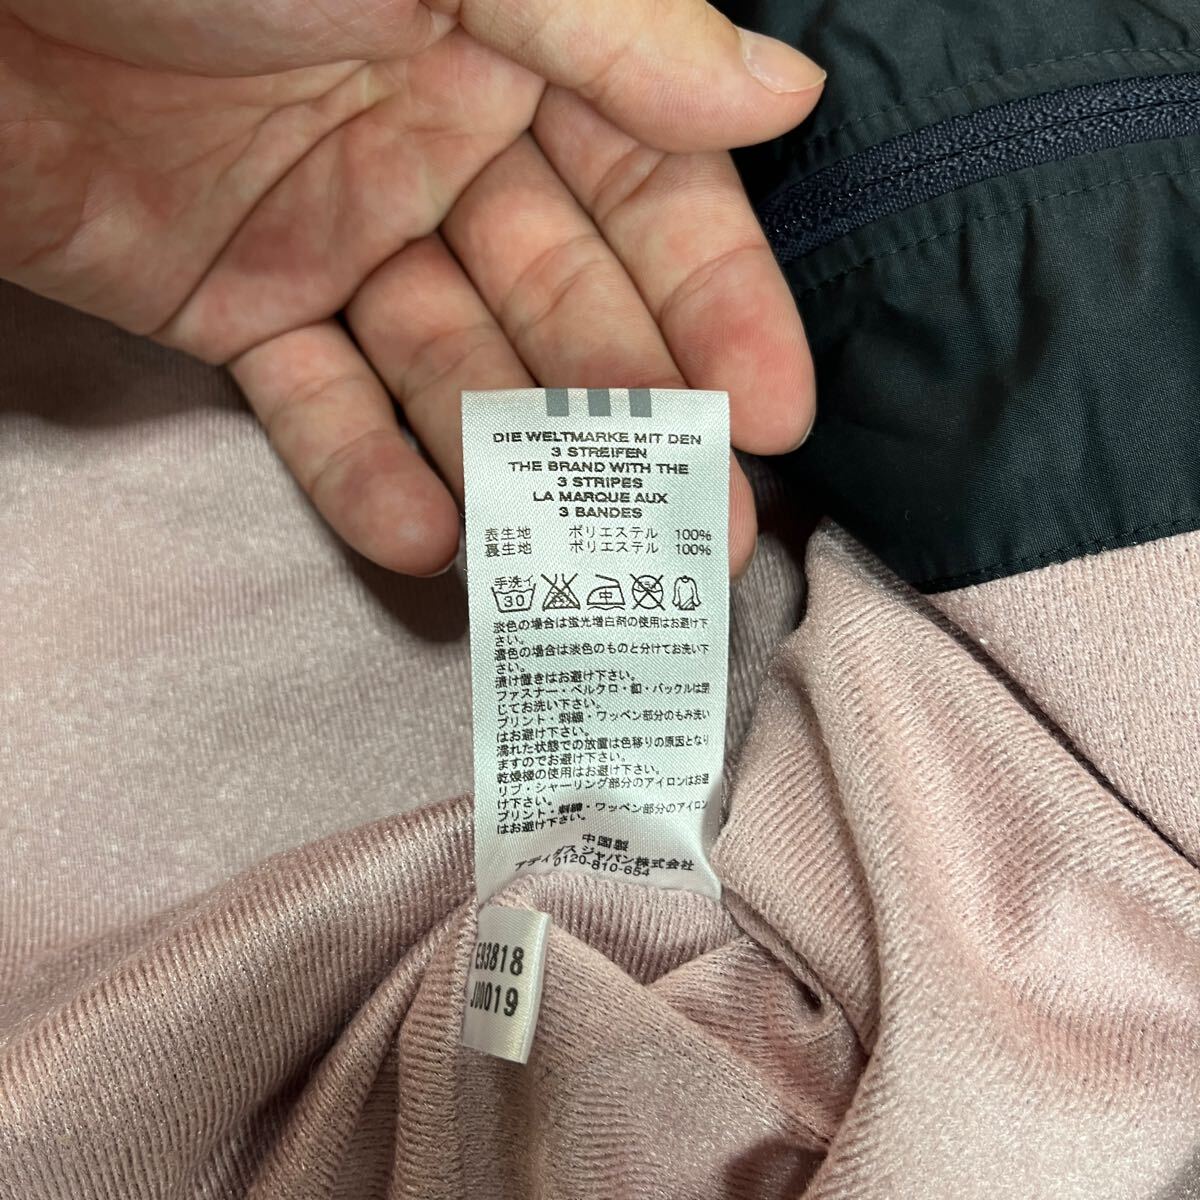 DIE WELTMARKE MIT DEN
3 STREIFEN
THE BRAND WITH THE
3 STRIPES
LA MARQUE AUX
3 BANDES
表生地 ポリエステル 100%
裏生地 ポリエステル 100%
手洗イ
30 中
淡色の場合は蛍光増白剤の使用はお避け下
さい。
濃色の場合は淡色のものと分けてお洗い下
さい。
漬け置きはお避け下さい。
ファスナー・ベルクロ・釦・バックルは閉
じてお洗い下さい。
プリント・刺繍・ワッペン部分のもみ洗い
はお避け下さい。
濡れた状態での放置は色移りの原因となり
ますのでお避け下さい。
乾燥機の使用はお避け下さい。
リブ・シャーリング部分のアイロンはお避
け下さい。
プリント・刺繍・ワッペン部分のアイロン
はお避け下さい。
中国製
アディダス ジャパン株式会社
0120-810-654
E93818
J00019